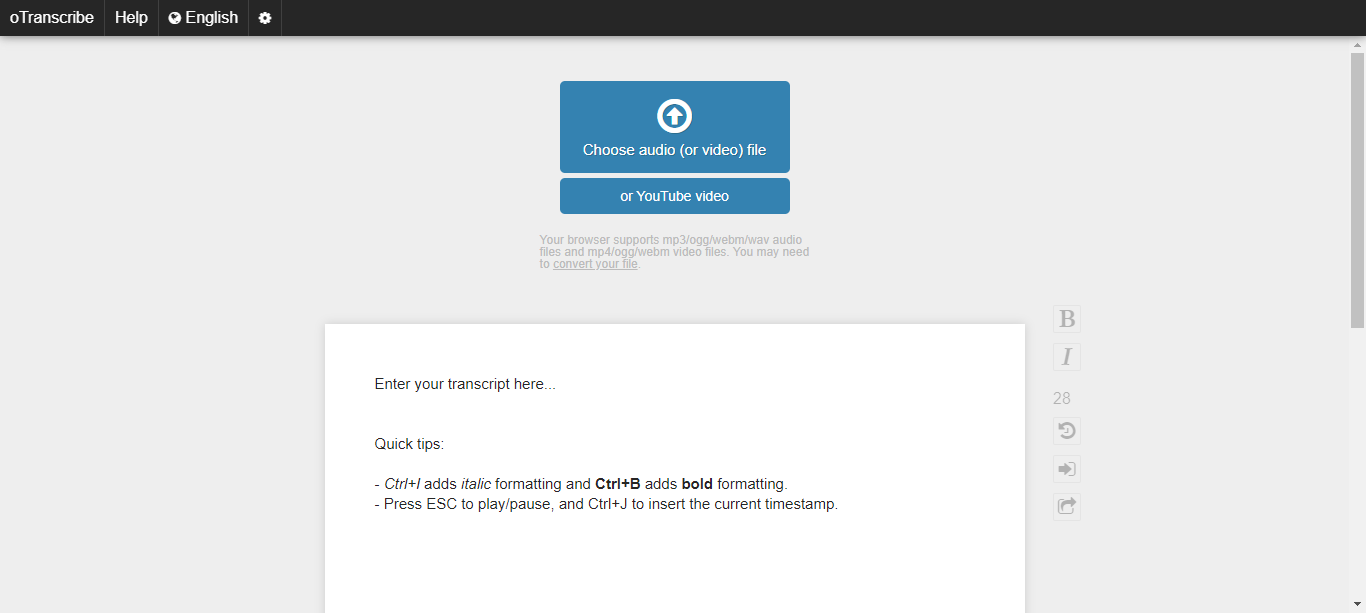 oTranscribe Help English
Choose audio (or video) file
or YouTube video
Your browser supports mp3/ogg/webm/wav audio
files and mp4/ogg/webm video files. You may need
to convert your file.
B
I
Enter your transcript here...
28
Quick tips:
- Ctrl+I adds italic formatting and Ctrl+B adds bold formatting.
- Press ESC to play/pause, and Ctrl+J to insert the current timestamp.